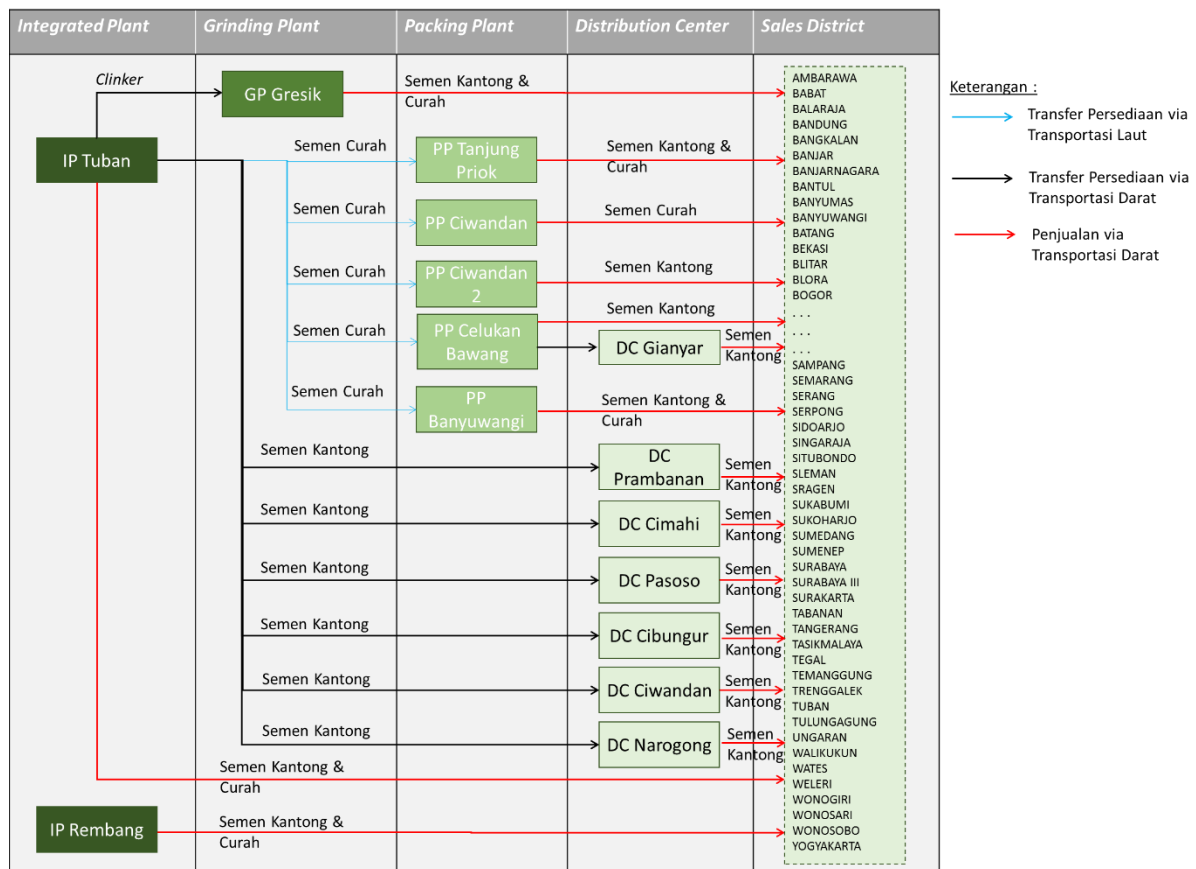 Integrated Plant
Grinding Plant
Packing Plant
Distribution Center
Sales District
Clinker
GP Gresik
Semen Kantong &
Curah
IP Tuban
Semen Curah
PP Tanjung
Priok
Semen Kantong &
Curah
Semen Curah
PP Ciwandan
Semen Curah
Semen Curah
PP Ciwandan
2
Semen Kantong
Semen Curah
PP Celukan
Bawang
Semen Kantong
DC Gianyar
Semen
Kantong
Semen Curah
PP
Banyuwangi
Semen Kantong &
Curah
Semen Kantong
DC
Prambanan
Semen
Kantong
Semen Kantong
DC Cimahi
Semen
Kantong
Semen Kantong
DC Pasoso
Semen
Kantong
Semen Kantong
DC Cibungur
Semen
Kantong
Semen Kantong
DC Ciwandan
Semen
Kantong
Semen Kantong
DC Narogong
Semen
Kantong
Semen Kantong &
Curah
IP Rembang
Semen Kantong &
Curah
AMBARAWA
BABAT
BALARAJA
BANDUNG
BANGKALAN
BANJAR
BANJARNAGARA
BANTUL
BANYUMAS
BANYUWANGI
BATANG
BEKASI
BLITAR
BLORA
BOGOR
. . .
. . .
. . .
SAMPANG
SEMARANG
SERANG
SERPONG
SIDOARJO
SINGARAJA
SITUBONDO
SLEMAN
SRAGEN
SUKABUMI
SUKOHARJO
SUMEDANG
SUMENEP
SURABAYA
SURABAYA III
SURAKARTA
TABANAN
TANGERANG
TASIKMALAYA
TEGAL
TEMANGGUNG
TRENGGALEK
TUBAN
TULUNGAGUNG
UNGARAN
WALIKUKUN
WATES
WELERI
WONOGIRI
WONOSARI
WONOSOBO
YOGYAKARTA
Keterangan :
Transfer Persediaan via
Transportasi Laut
Transfer Persediaan via
Transportasi Darat
Penjualan via
Transportasi Darat